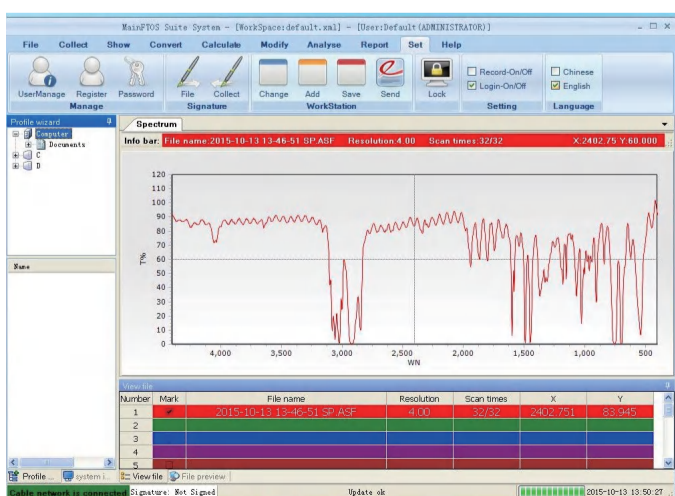 MainFTOS Suite System - [WorkSpace:default.xml] - [User:Default(ADMINISTRATOR)]
File Collect Show Convert Calculate Modify Analyse Report Set Help
UserManage Register Password File Collect Change Add Save Send Lock
Record-On/Off Chinese
Login-On/Off English
Manage Signature WorkStation Setting Language
Profile wizard
Computer
Documents
C
D
Name
Spectrum
Info bar: File name:2015-10-13 13-46-51 SP.ASF Resolution:4.00 Scan times:32/32 X:2402.75 Y:60.000
120
110
100
90
80
70
T%
60
50
40
30
20
10
0
4,000 3,500 3,000 2,500 2,000 1,500 1,000 500
WN
View file
Number Mark File name Resolution Scan times X Y
1 2015-10-13 13-46-51 SP.ASF 4.00 32/32 2402.751 83.945
2
3
4
5
Profile ... system i... View file File preview
Cable network is connected Signature: Not Signed Update ok 2015-10-13 13:50:27